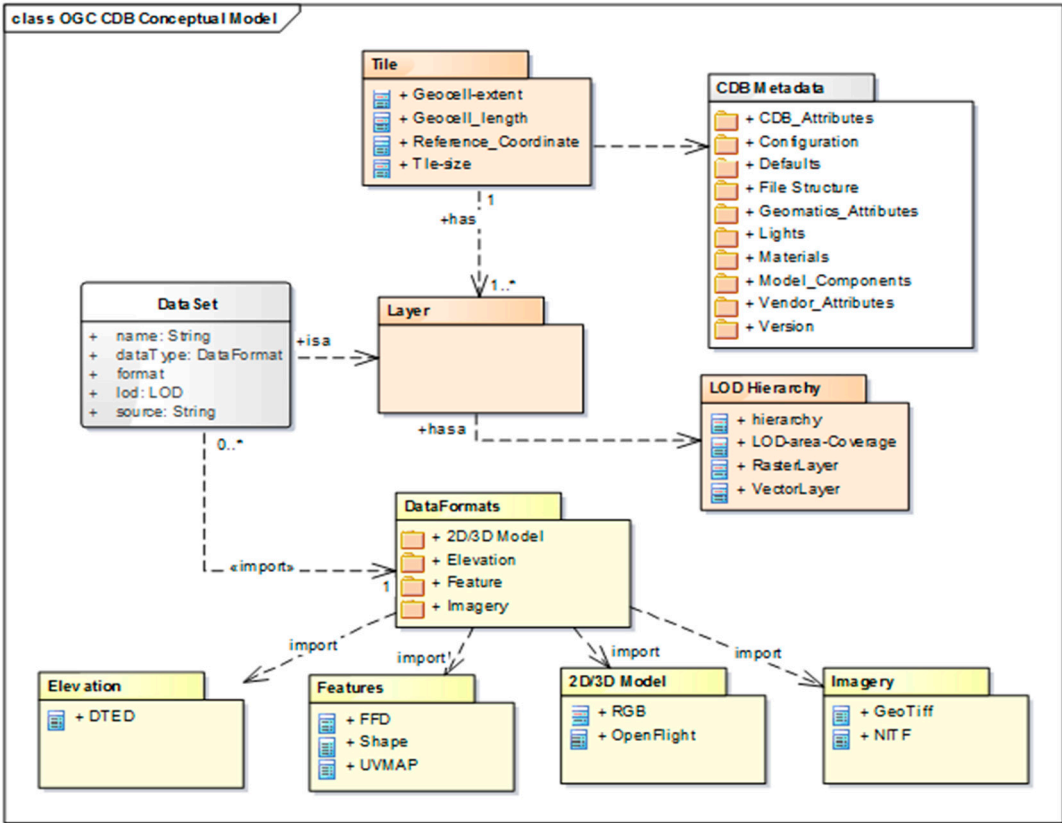 class OGC CDB Conceptual Model
Tile
+ Geocell-extent
+ Geocell_length
+ Reference_Coordinate
+ Tle-size
CDB Metadata
+ CDB_Attributes
+ Configuration
+ Defaults
+ File Structure
+ Geomatics_Attributes
+ Lights
+ Materials
+ Model_Components
+ Vendor_Attributes
+ Version
1
+has
1..*
DataSet
+ name: String
+ dataType: DataFormat
+ format
+ lod: LOD
+ source: String
+isa
Layer
+hasa
LOD Hierarchy
+ hierarchy
+ LOD-area-Coverage
+ RasterLayer
+ VectorLayer
0..*
«import»
1
DataFormats
+ 2D/3D Model
+ Elevation
+ Feature
+ Imagery
import
import
import
import
Elevation
+ DTED
Features
+ FFD
+ Shape
+ UVMAP
2D/3D Model
+ RGB
+ OpenFlight
Imagery
+ GeoTiff
+ NITF